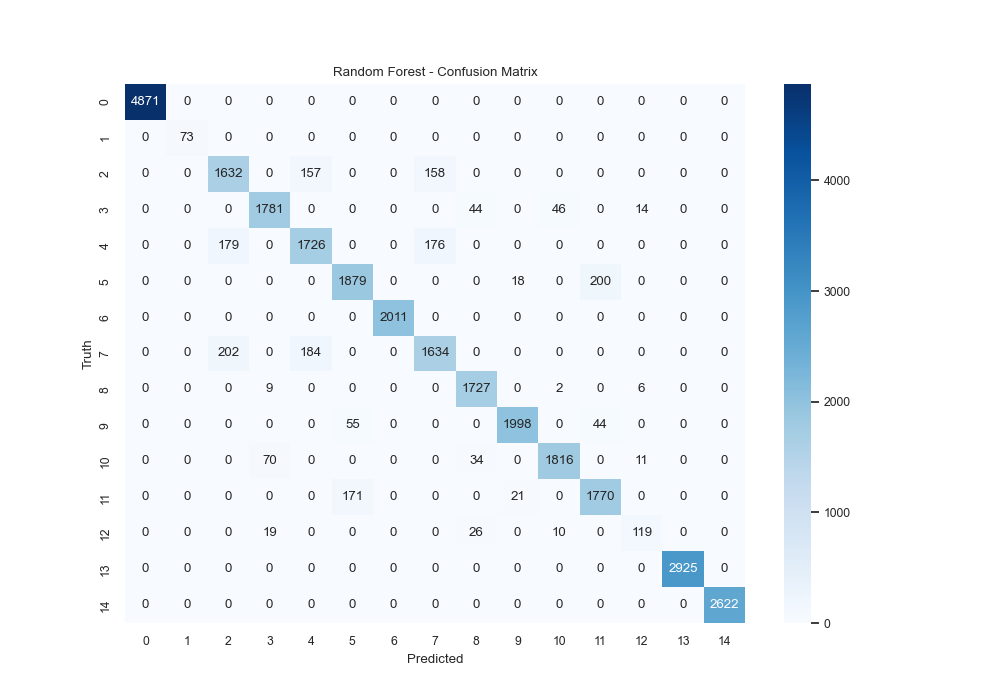 Random Forest - Confusion Matrix
0 4871 0 0 0 0 0 0 0 0 0 0 0 0 0 0
1 0 73 0 0 0 0 0 0 0 0 0 0 0 0 0
2 0 0 1632 0 157 0 0 158 0 0 0 0 0 0 0
3 0 0 0 1781 0 0 0 0 44 0 46 0 14 0 0
4 0 0 179 0 1726 0 0 176 0 0 0 0 0 0 0
5 0 0 0 0 0 1879 0 0 0 18 0 200 0 0 0
6 0 0 0 0 0 0 2011 0 0 0 0 0 0 0 0
7 0 0 202 0 184 0 0 1634 0 0 0 0 0 0 0
8 0 0 0 9 0 0 0 0 1727 0 2 0 6 0 0
9 0 0 0 0 0 55 0 0 0 1998 0 44 0 0 0
10 0 0 0 70 0 0 0 0 34 0 1816 0 11 0 0
11 0 0 0 0 0 171 0 0 0 21 0 1770 0 0 0
12 0 0 0 19 0 0 0 0 26 0 10 0 119 0 0
13 0 0 0 0 0 0 0 0 0 0 0 0 0 2925 0
14 0 0 0 0 0 0 0 0 0 0 0 0 0 0 2622
0 1 2 3 4 5 6 7 8 9 10 11 12 13 14
Predicted
Truth
4000
3000
2000
1000
0